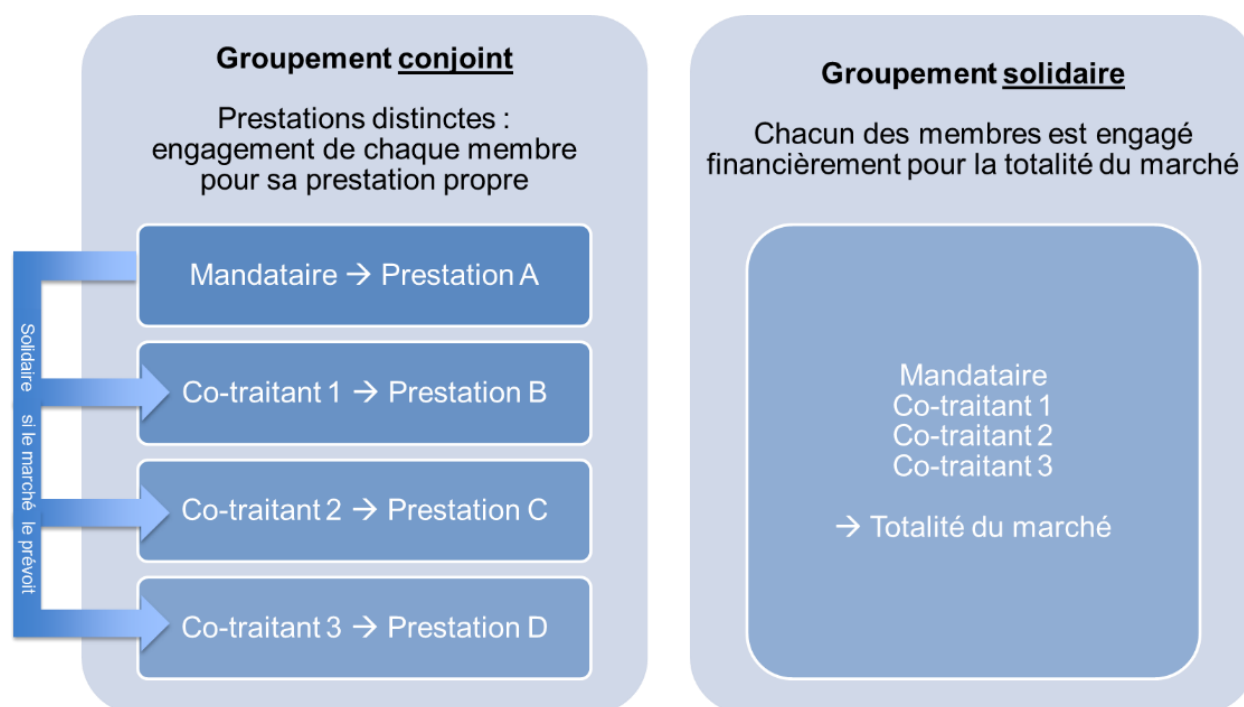 Groupement conjoint
Prestations distinctes :
engagement de chaque membre
pour sa prestation propre
Mandataire → Prestation A
Co-traitant 1 → Prestation B
Co-traitant 2 → Prestation C
Co-traitant 3 → Prestation D
Solidaire si le marché le prévoit
Groupement solidaire
Chacun des membres est engagé
financièrement pour la totalité du marché
Mandataire
Co-traitant 1
Co-traitant 2
Co-traitant 3
→ Totalité du marché